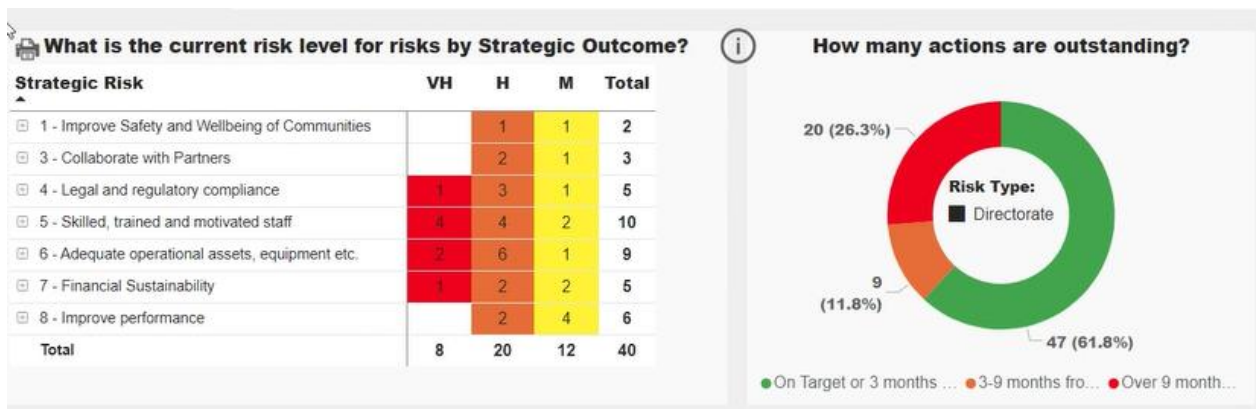 What is the current risk level for risks by Strategic Outcome?
Strategic Risk VH H M Total
1 - Improve Safety and Wellbeing of Communities 1 1 2
3 - Collaborate with Partners 2 1 3
4 - Legal and regulatory compliance 1 3 1 5
5 - Skilled, trained and motivated staff 4 4 2 10
6 - Adequate operational assets, equipment etc. 2 6 1 9
7 - Financial Sustainability 1 2 2 5
8 - Improve performance 2 4 6
Total 8 20 12 40
i
How many actions are outstanding?
20 (26.3%)
Risk Type:
Directorate
9
(11.8%)
47 (61.8%)
On Target or 3 months ... 3-9 months fro... Over 9 month...